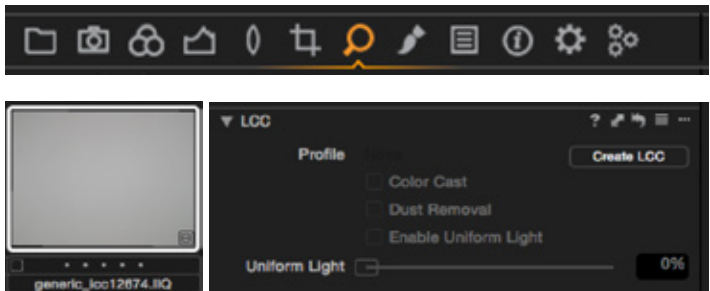 LCC
?
Profile
Create LCC
Color Cast
Dust Removal
Enable Uniform Light
Uniform Light
0%
generic_lcc12674.IIQ